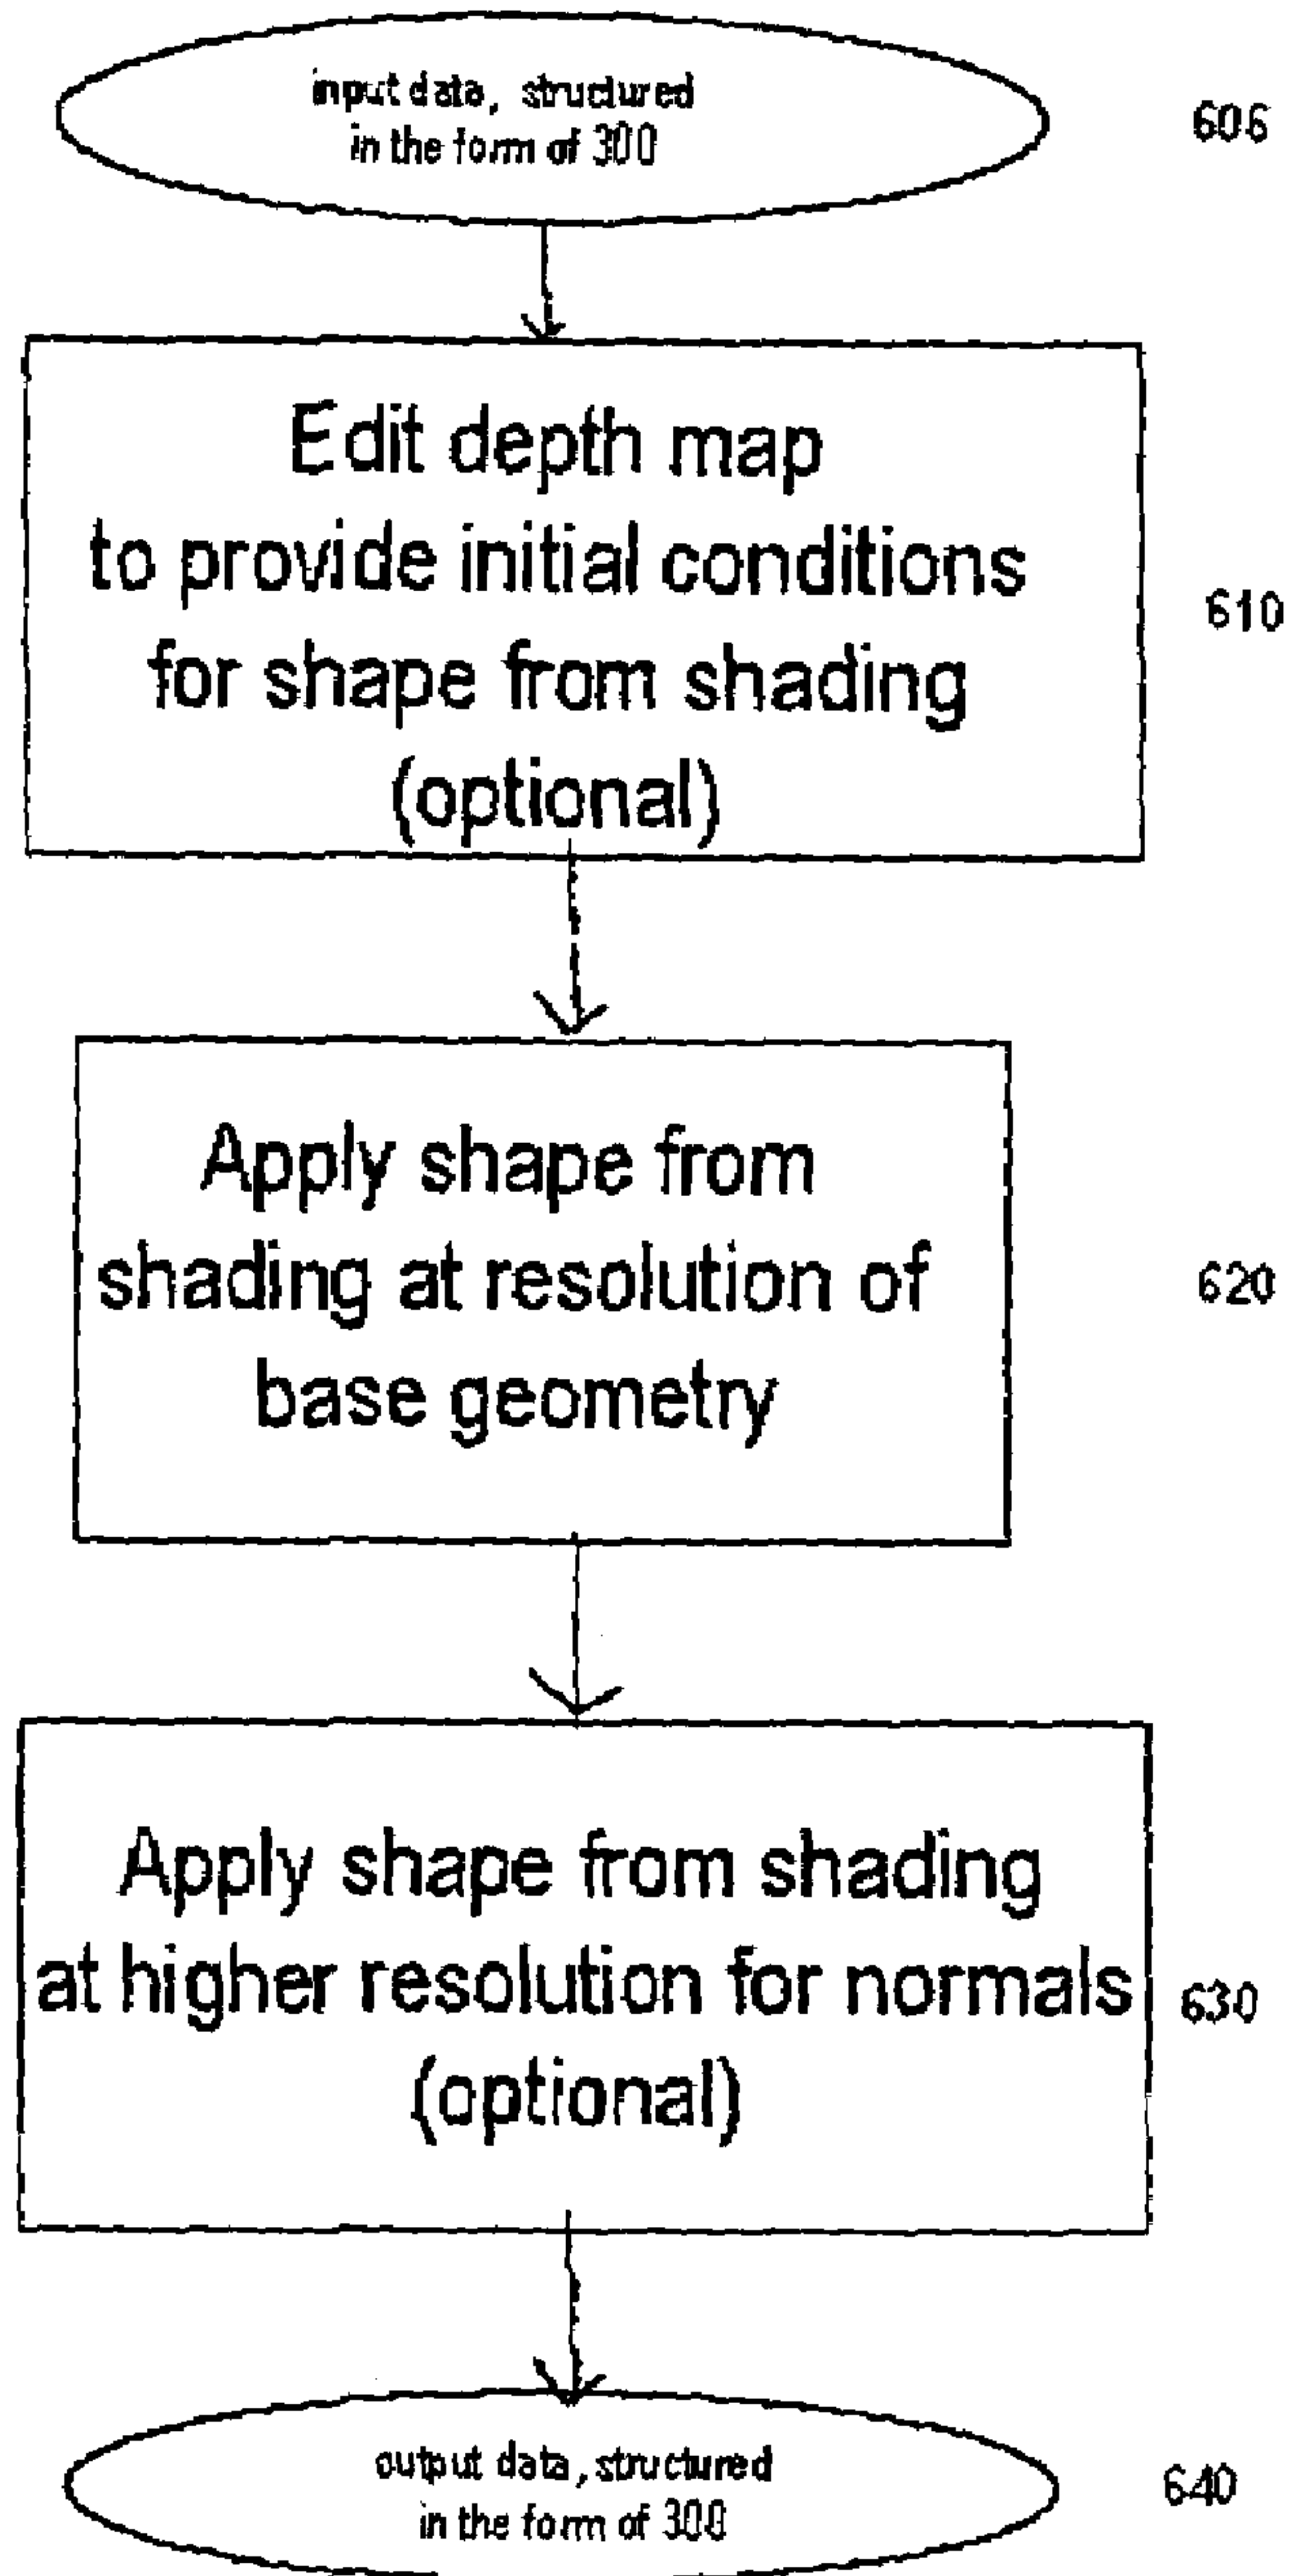 input data, structured
in the form of 300
606
Edit depth map
to provide initial conditions
for shape from shading
(optional)
610
Apply shape from
shading at resolution of
base geometry
620
Apply shape from shading
at higher resolution for normals
(optional)
630
output data, structured
in the form of 300
640